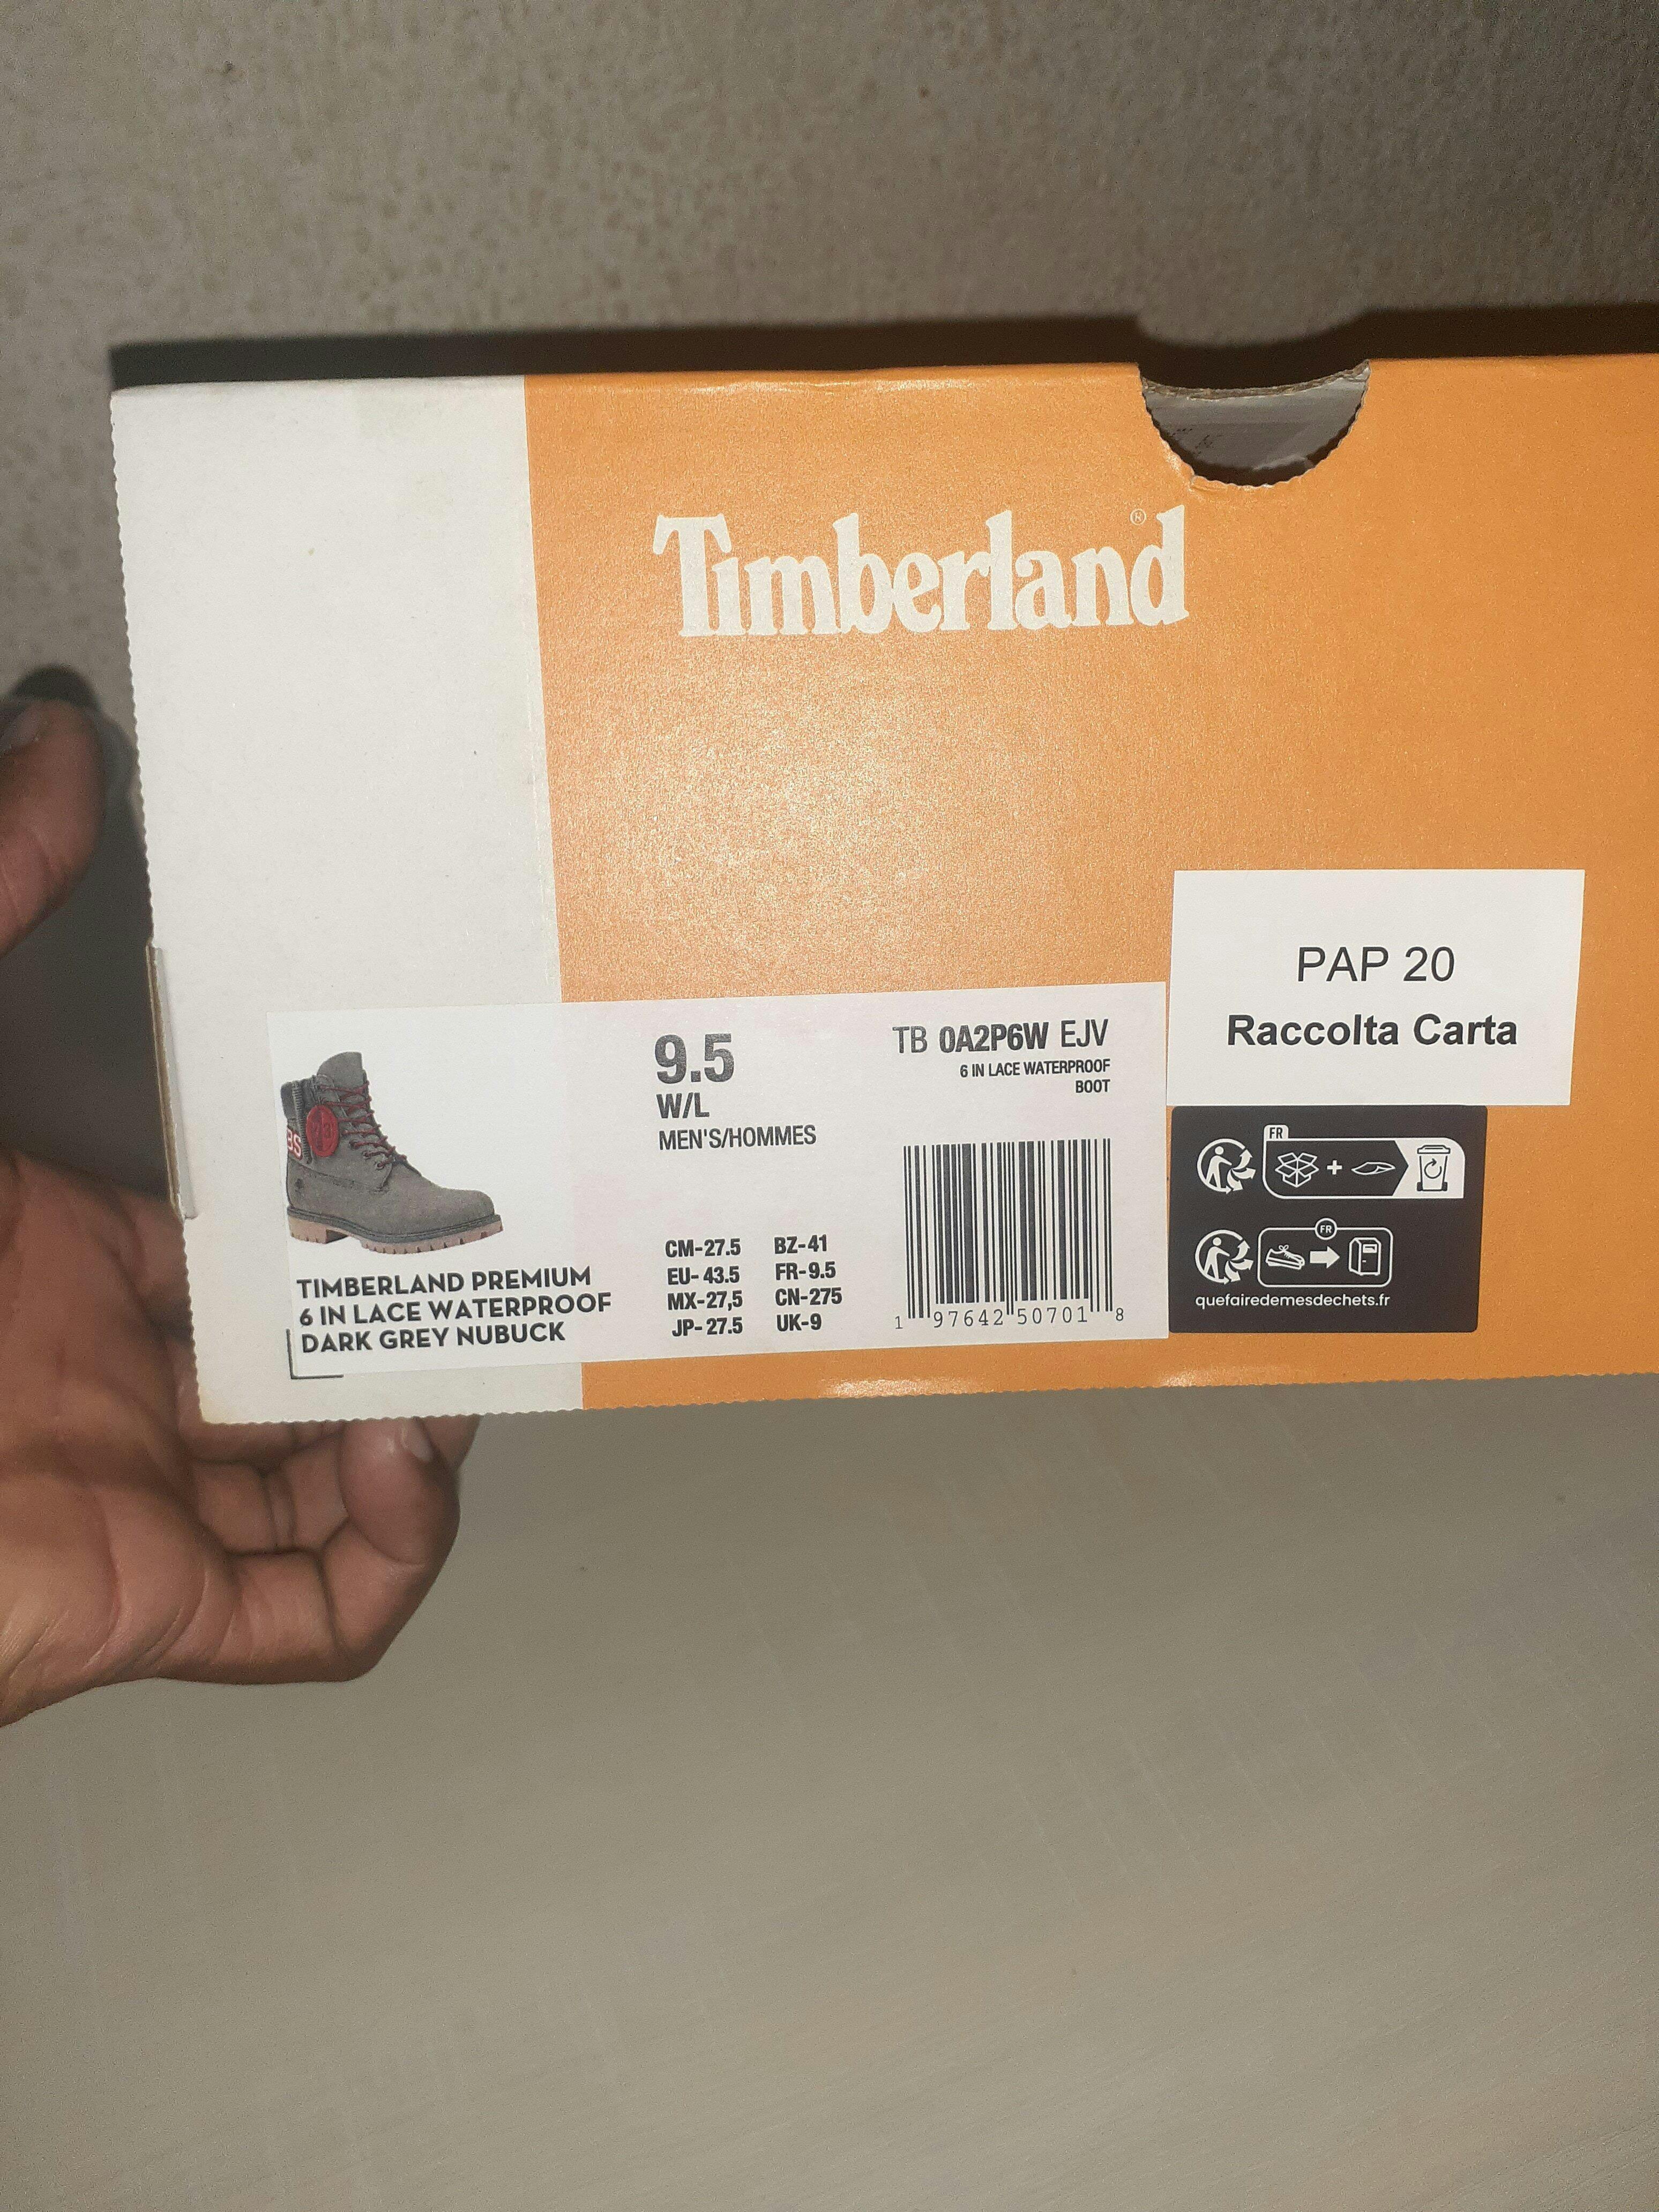 Timberland®
PAP 20
Raccolta Carta
9.5
W/L
MEN'S/HOMMES
TB 0A2P6W EJV
6 IN LACE WATERPROOF
BOOT
CM-27.5 BZ-41
EU-43.5 FR-9.5
MX-27,5 CN-275
JP-27.5 UK-9
1 97642 50701 8
TIMBERLAND PREMIUM
6 IN LACE WATERPROOF
DARK GREY NUBUCK
FR
+
FR
quefairedemesdechets.fr